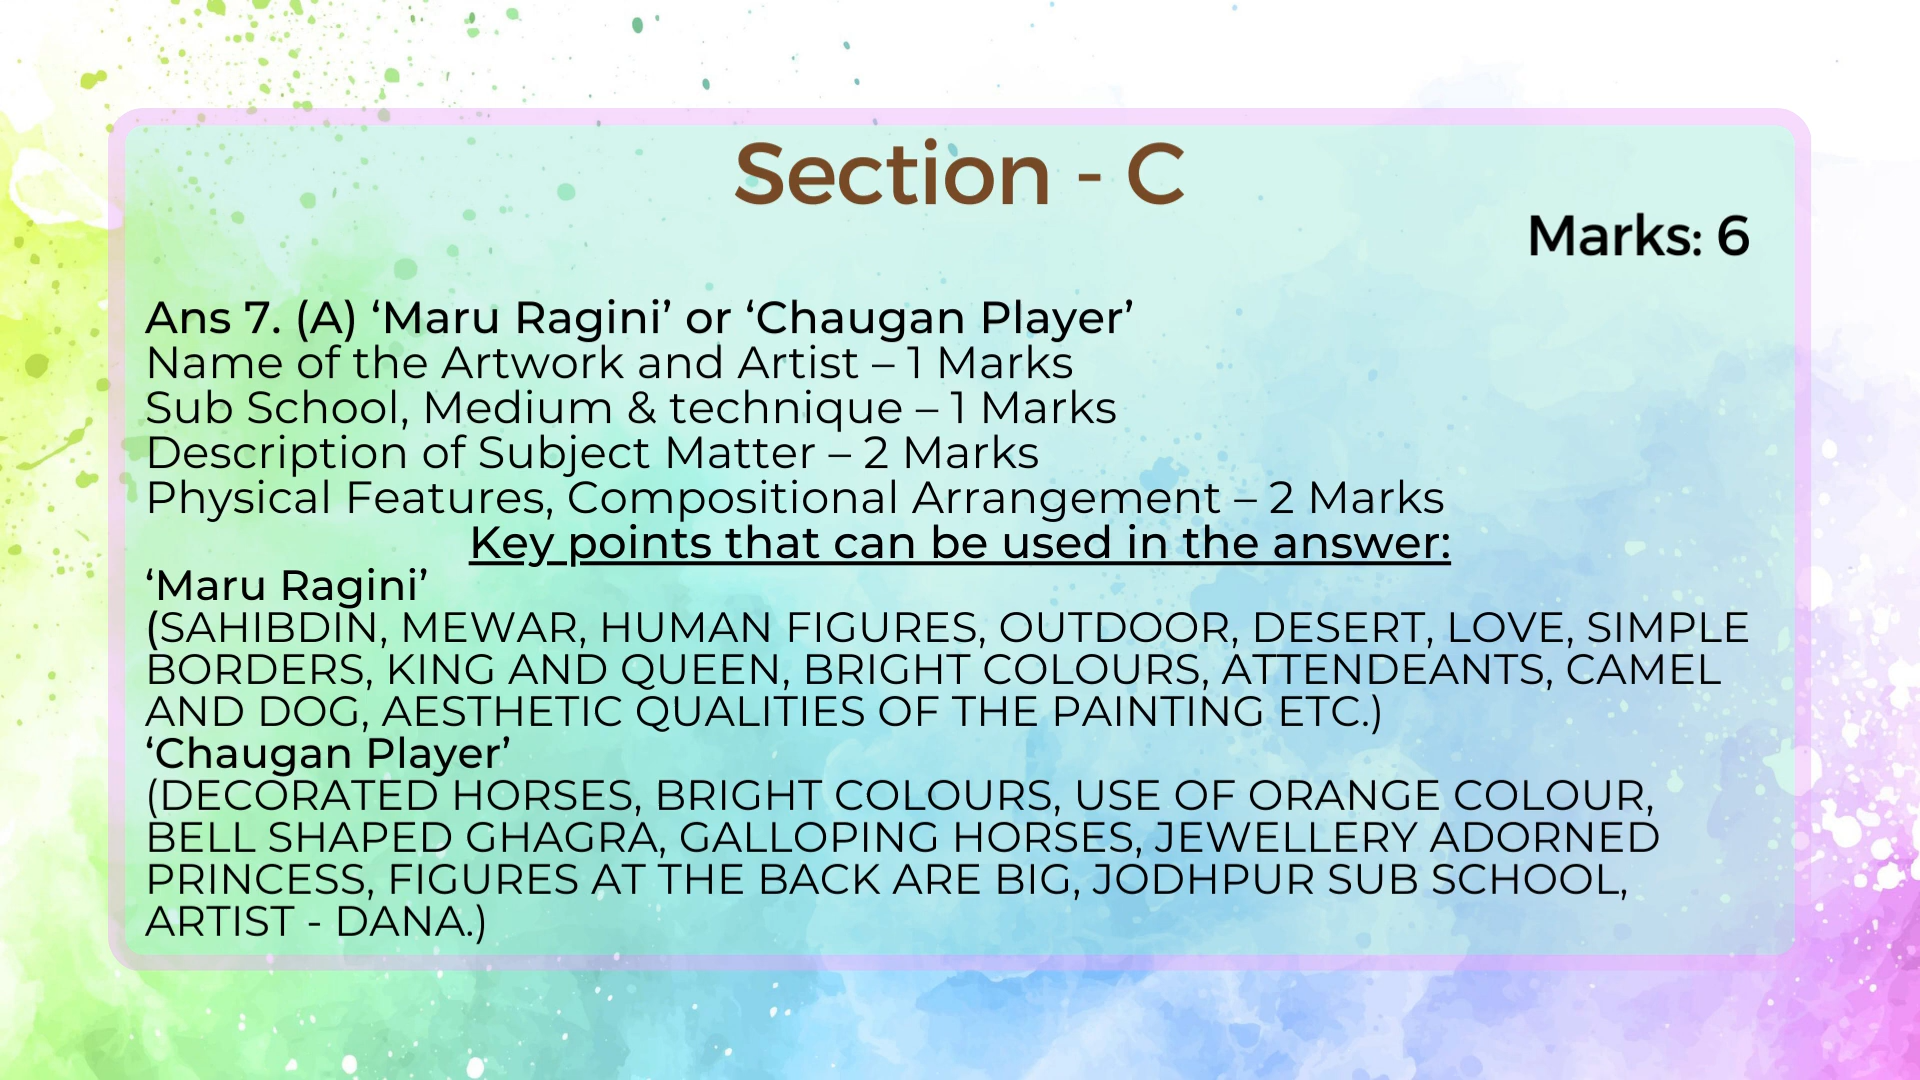 Section - C
Marks: 6
Ans 7. (A) ‘Maru Ragini’ or ‘Chaugan Player’
Name of the Artwork and Artist – 1 Marks
Sub School, Medium & technique – 1 Marks
Description of Subject Matter – 2 Marks
Physical Features, Compositional Arrangement – 2 Marks
Key points that can be used in the answer:
‘Maru Ragini’
(SAHIBDIN, MEWAR, HUMAN FIGURES, OUTDOOR, DESERT, LOVE, SIMPLE
BORDERS, KING AND QUEEN, BRIGHT COLOURS, ATTENDEANTS, CAMEL
AND DOG, AESTHETIC QUALITIES OF THE PAINTING ETC.)
‘Chaugan Player’
(DECORATED HORSES, BRIGHT COLOURS, USE OF ORANGE COLOUR,
BELL SHAPED GHAGRA, GALLOPING HORSES, JEWELLERY ADORNED
PRINCESS, FIGURES AT THE BACK ARE BIG, JODHPUR SUB SCHOOL,
ARTIST - DANA.)